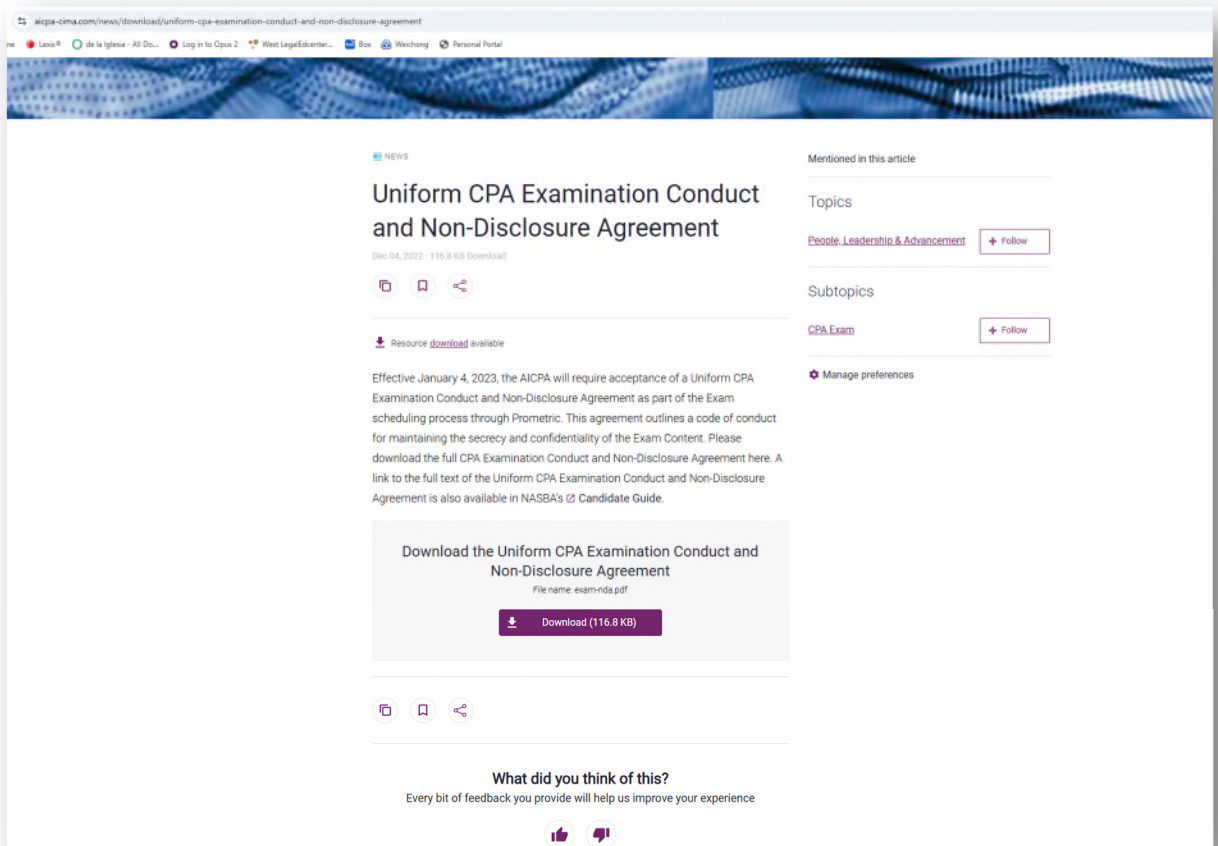 aicpa-cima.com/news/download/uniform-cpa-examination-conduct-and-non-disclosure-agreement
Lexis® de la Iglesia - All Do... Log in to Opus 2 West LegalEdcenter... Box Weichong Personal Portal
NEWS
Uniform CPA Examination Conduct
and Non-Disclosure Agreement
Dec 04, 2022 · 116.8 KB Download
Resource download available
Effective January 4, 2023, the AICPA will require acceptance of a Uniform CPA
Examination Conduct and Non-Disclosure Agreement as part of the Exam
scheduling process through Prometric. This agreement outlines a code of conduct
for maintaining the secrecy and confidentiality of the Exam Content. Please
download the full CPA Examination Conduct and Non-Disclosure Agreement here. A
link to the full text of the Uniform CPA Examination Conduct and Non-Disclosure
Agreement is also available in NASBA's Candidate Guide.
Download the Uniform CPA Examination Conduct and
Non-Disclosure Agreement
File name: exam-nda.pdf
Download (116.8 KB)
What did you think of this?
Every bit of feedback you provide will help us improve your experience
Mentioned in this article
Topics
People, Leadership & Advancement + Follow
Subtopics
CPA Exam + Follow
Manage preferences